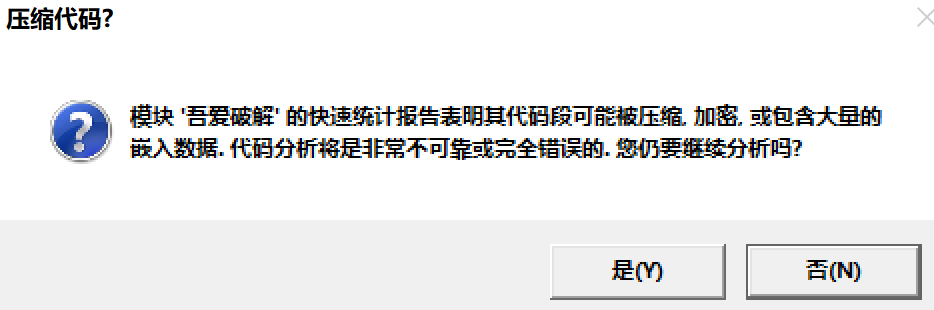 压缩代码?
模块 '吾爱破解' 的快速统计报告表明其代码段可能被压缩, 加密, 或包含大量的
嵌入数据. 代码分析将是非常不可靠或完全错误的. 您仍要继续分析吗?
是(Y)
否(N)